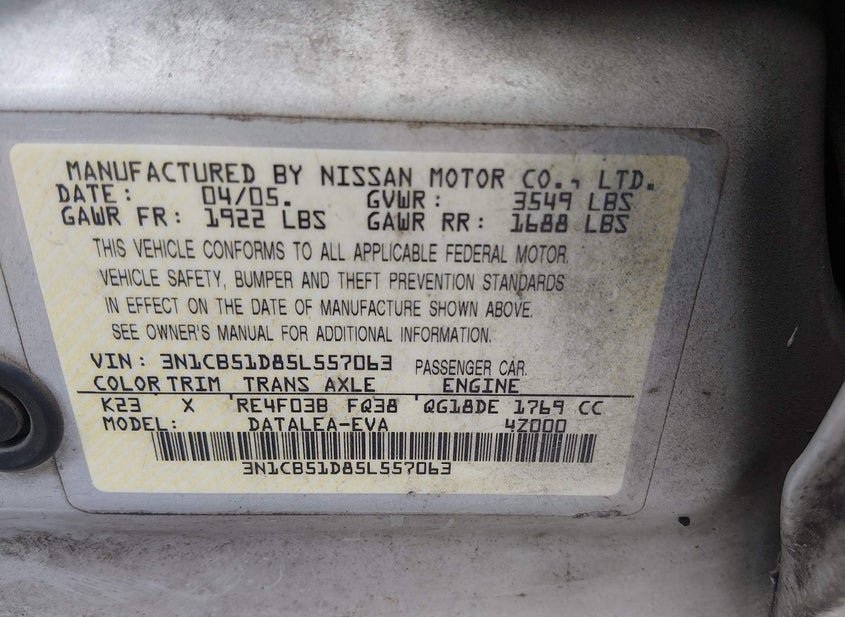 MANUFACTURED BY NISSAN MOTOR CO., LTD.
DATE: 04/05. GVWR: 3549 LBS
GAWR FR: 1922 LBS GAWR RR: 1688 LBS
THIS VEHICLE CONFORMS TO ALL APPLICABLE FEDERAL MOTOR
VEHICLE SAFETY, BUMPER AND THEFT PREVENTION STANDARDS
IN EFFECT ON THE DATE OF MANUFACTURE SHOWN ABOVE.
SEE OWNER'S MANUAL FOR ADDITIONAL INFORMATION.
VIN: 3N1CB51D85L557063 PASSENGER CAR
COLOR TRIM TRANS AXLE ENGINE
K23 X RE4F03B FQ38 QG18DE 1769 CC
MODEL: DATALEA-EVA 4Z000
3N1CB51D85L557063